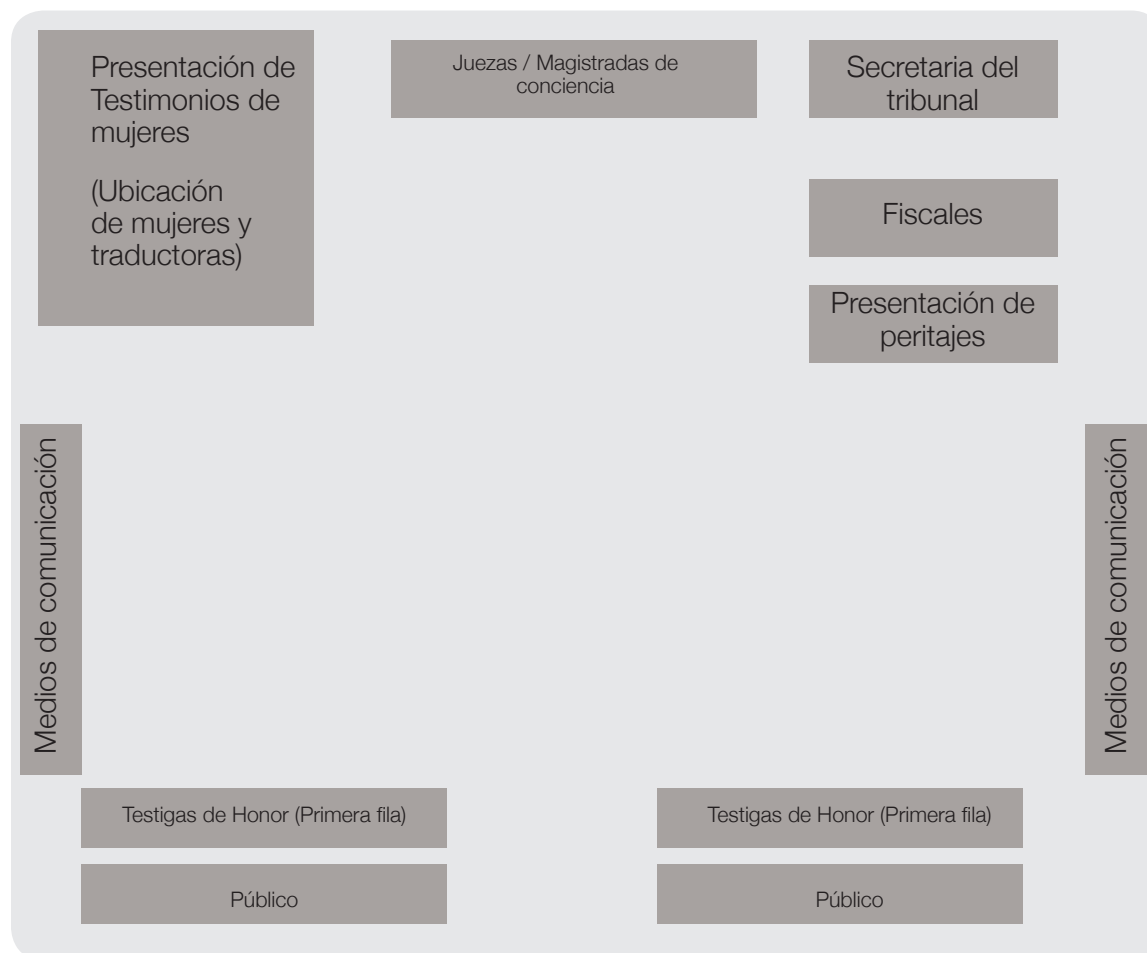 Presentación de
Testimonios de
mujeres
(Ubicación
de mujeres y
traductoras)
Juezas / Magistradas de
conciencia
Secretaria del
tribunal
Fiscales
Presentación de
peritajes
Medios de comunicación
Medios de comunicación
Testigas de Honor (Primera fila)
Testigas de Honor (Primera fila)
Público
Público